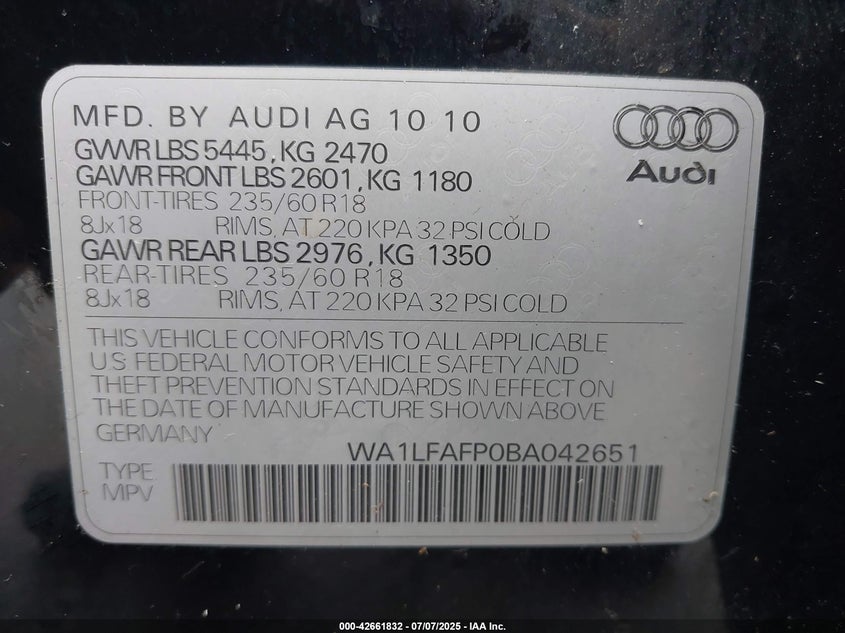 MFD. BY AUDI AG 10 10
Audi
GVWR LBS 5445, KG 2470
GAWR FRONT LBS 2601, KG 1180
FRONT-TIRES 235/60 R18
8Jx18 RIMS, AT 220 KPA 32 PSI COLD
GAWR REAR LBS 2976, KG 1350
REAR-TIRES 235/60 R18
8Jx18 RIMS, AT 220 KPA 32 PSI COLD
THIS VEHICLE CONFORMS TO ALL APPLICABLE
U.S. FEDERAL MOTOR VEHICLE SAFETY AND
THEFT PREVENTION STANDARDS IN EFFECT ON
THE DATE OF MANUFACTURE SHOWN ABOVE
GERMANY
WA1LFAFP0BA042651
TYPE
MPV
000-42661832 - 07/07/2025 - IAA Inc.